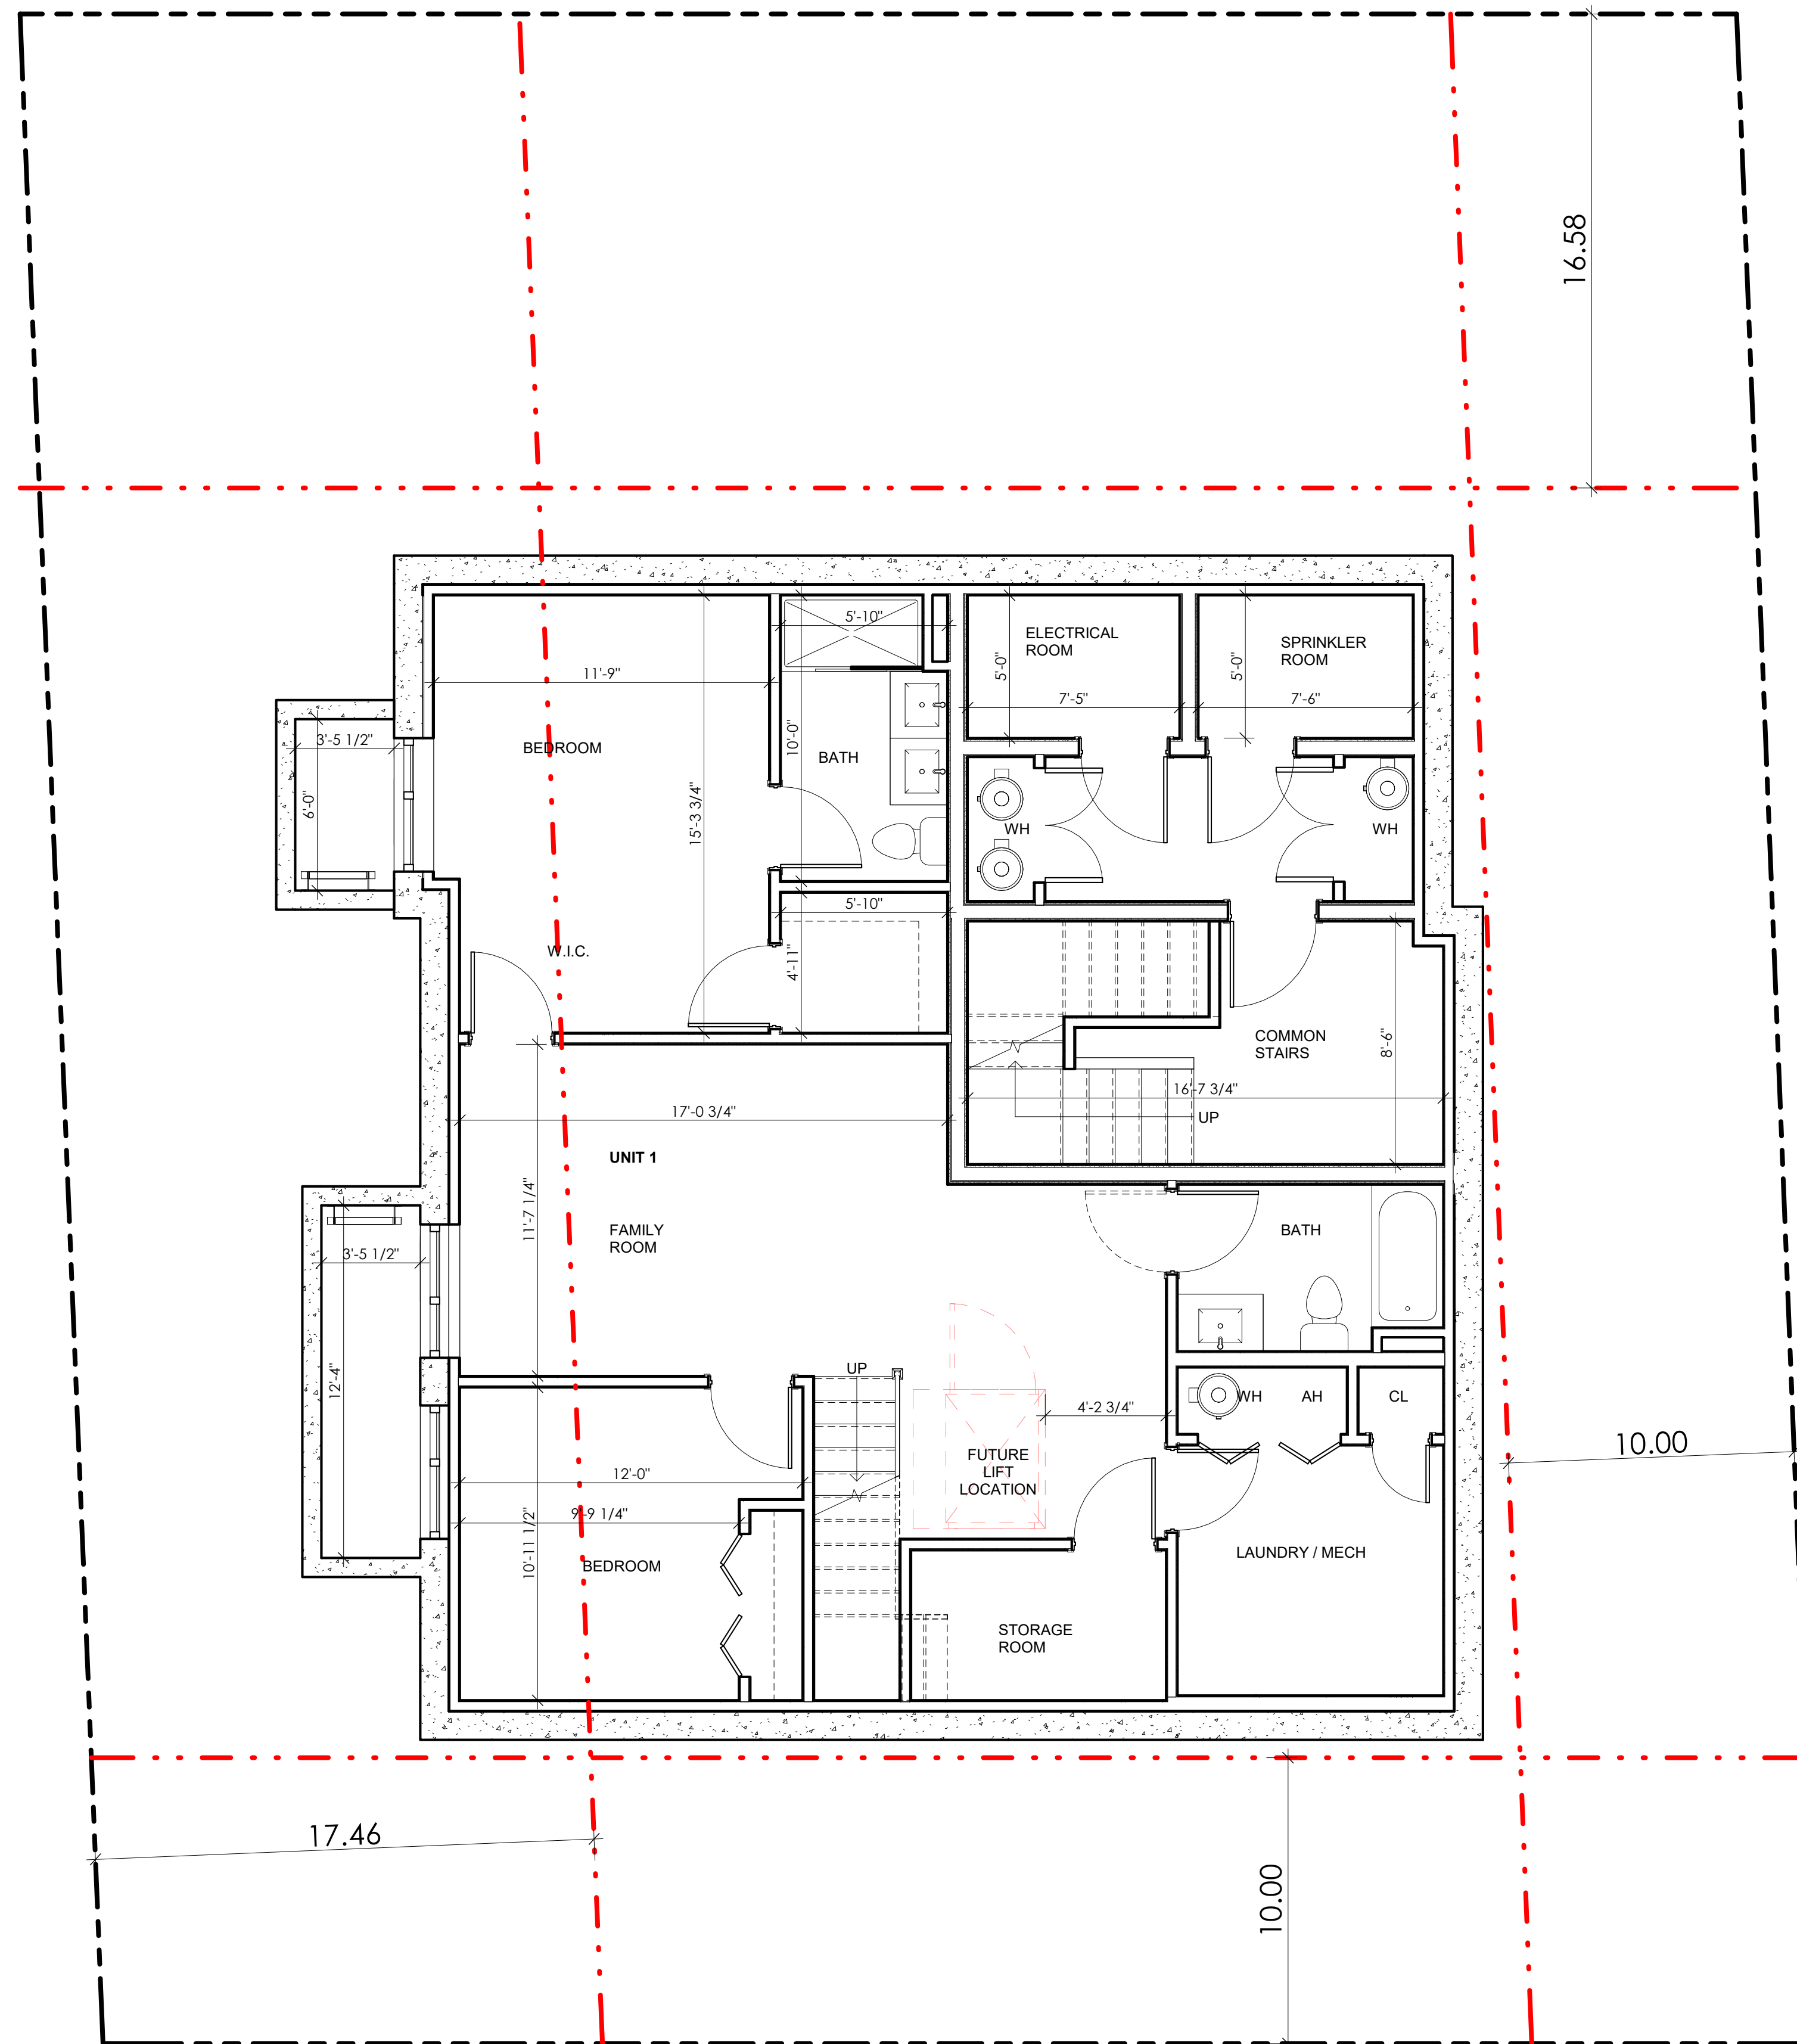 16.58
5'-10"
ELECTRICAL
ROOM
SPRINKLER
ROOM
5'-0"
5'-0"
11'-9"
7'-5"
7'-6"
3'-5 1/2"
BEDROOM
10'-0"
BATH
6'-0"
15'-3 3/4"
WH
WH
5'-10"
W.I.C.
4'-11"
COMMON
STAIRS
8'-6"
16'-7 3/4"
17'-0 3/4"
UP
UNIT 1
11'-7 1/4"
FAMILY
ROOM
BATH
3'-5 1/2"
12'-4"
UP
WH
AH
CL
4'-2 3/4"
10.00
FUTURE
LIFT
LOCATION
12'-0"
9'-9 1/4"
10'-11 1/2"
BEDROOM
LAUNDRY / MECH
STORAGE
ROOM
17.46
10.00